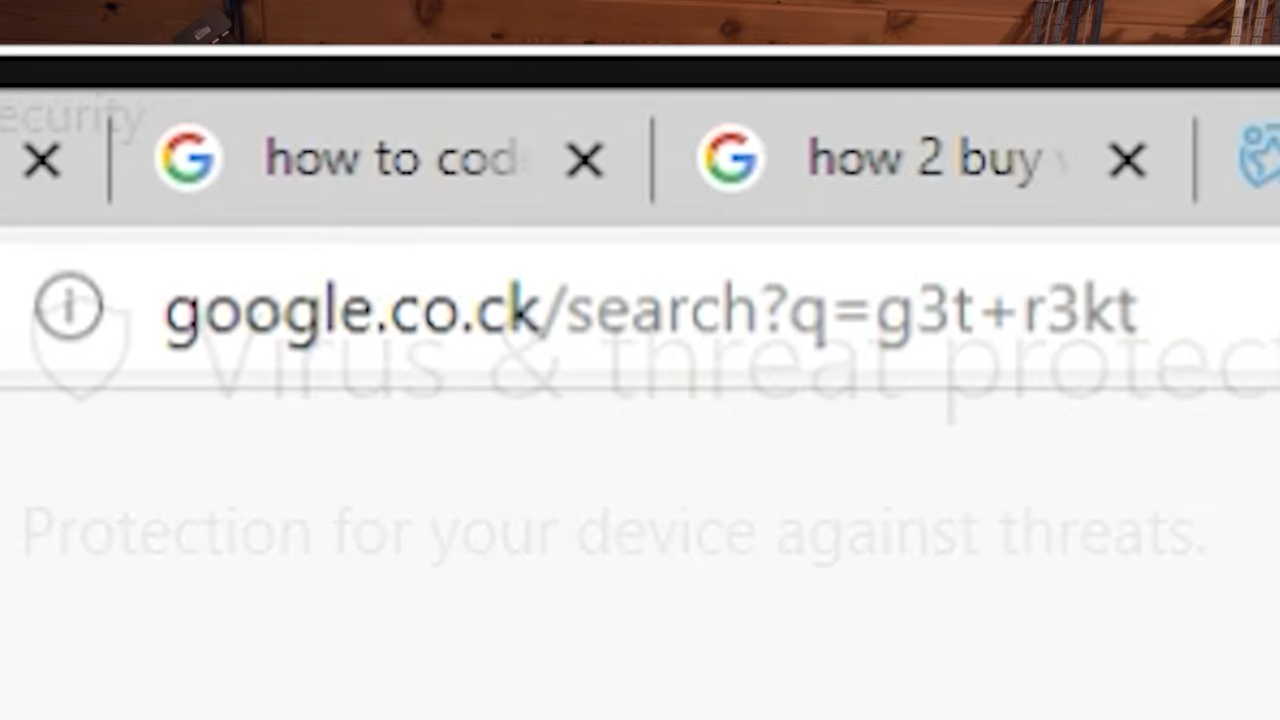 ecurity
how to cod
how 2 buy
google.co.ck/search?q=g3t+r3kt
Virus & threat protect
Protection for your device against threats.